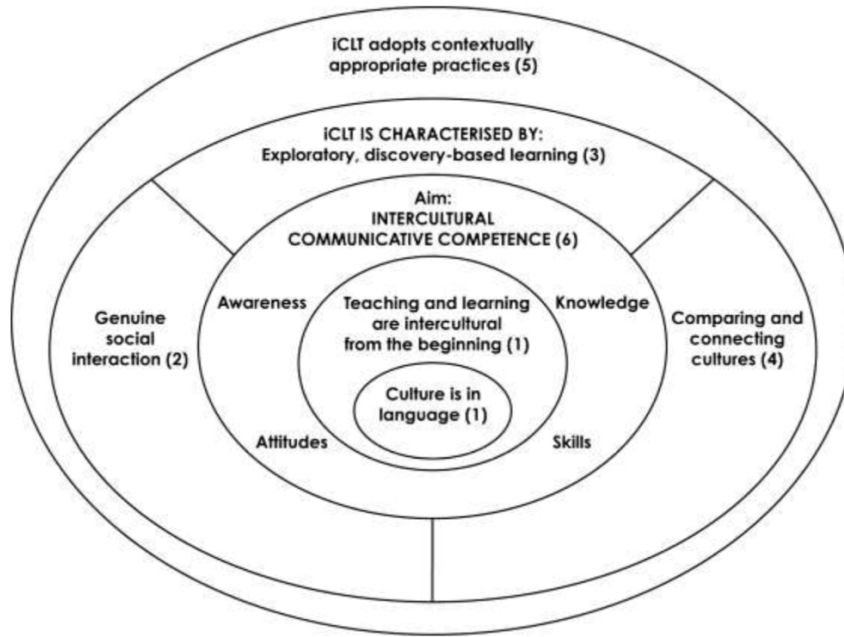 iCLT adopts contextually
appropriate practices (5)
iCLT IS CHARACTERISED BY:
Exploratory, discovery-based learning (3)
Aim:
INTERCULTURAL
COMMUNICATIVE COMPETENCE (6)
Awareness
Knowledge
Teaching and learning
are intercultural
from the beginning (1)
Genuine
social
interaction (2)
Comparing and
connecting
cultures (4)
Culture is in
language (1)
Attitudes
Skills